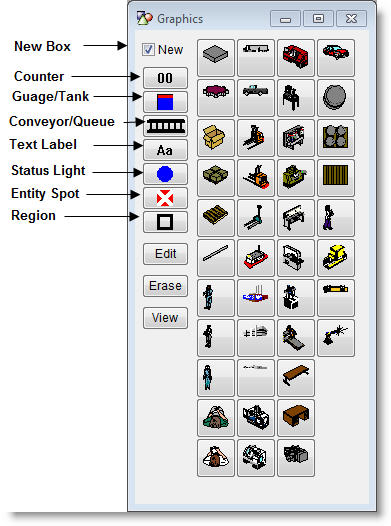 Graphics
New Box
New
Counter
00
Guage/Tank
Conveyor/Queue
Text Label
Aa
Status Light
Entity Spot
Region
Edit
Erase
View